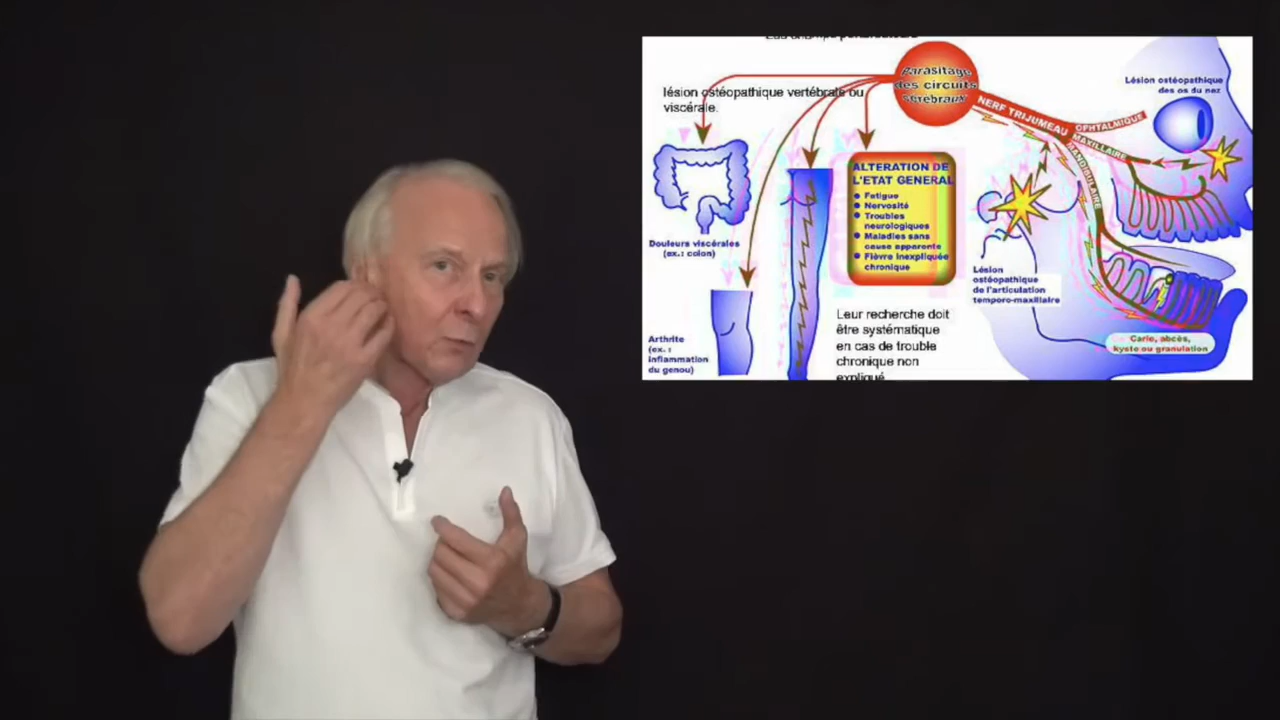 Parasitage
des circuits
cérébraux
lésion ostéopathique vertébrale ou
viscérale.
NERF TRIJUMEAU
OPHTALMIQUE
MAXILLAIRE
MANDIBULAIRE
Lésion ostéopathique
des os du nez
ALTERATION DE
L'ETAT GENERAL
Fatigue
Nervosité
Troubles
neurologiques
Maladies sans
cause apparente
Fièvre inexpliquée
chronique
Douleurs viscérales
(ex.: colon)
Lésion
ostéopathique
de l'articulation
temporo-maxillaire
Leur recherche doit
être systématique
en cas de trouble
chronique non
expliqué
Arthrite
(ex. :
inflammation
du genou)
Carie, abcès,
kyste ou granulation